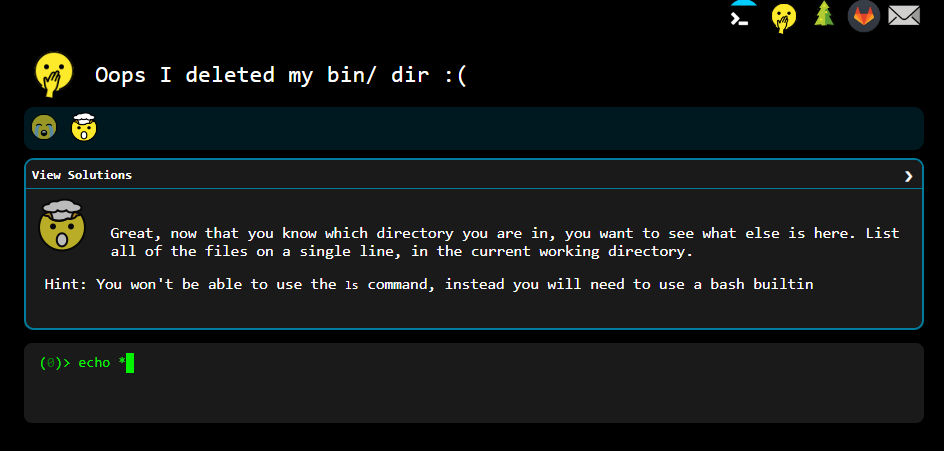 Oops I deleted my bin/ dir :(
View Solutions
Great, now that you know which directory you are in, you want to see what else is here. List
all of the files on a single line, in the current working directory.
Hint: You won't be able to use the ls command, instead you will need to use a bash builtin
(0)> echo *